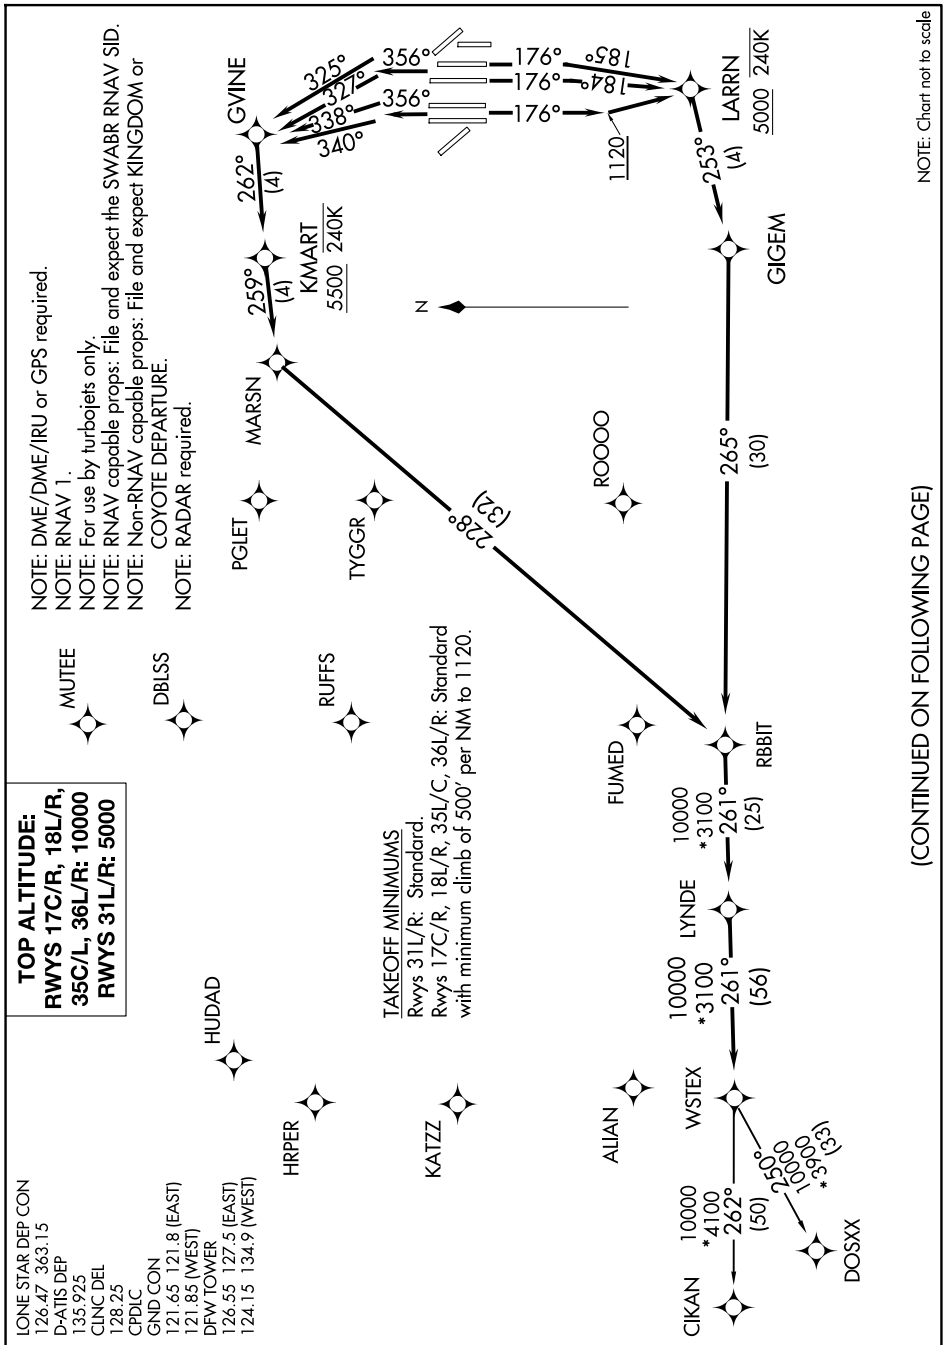 LONE STAR DEP CON
126.47 363.15
D-ATIS DEP
135.925
CLNC DEL
128.25
CPDLC
GND CON
121.65 121.8 (EAST)
121.85 (WEST)
DFW TOWER
126.55 127.5 (EAST)
124.15 134.9 (WEST)
TOP ALTITUDE:
RWYS 17C/R, 18L/R,
35C/L, 36L/R: 10000
RWYS 31L/R: 5000
NOTE: DME/DME/IRU or GPS required.
NOTE: RNAV 1.
NOTE: For use by turbojets only.
NOTE: RNAV capable props: File and expect the SWABR RNAV SID.
NOTE: Non-RNAV capable props: File and expect KINGDOM or
COYOTE DEPARTURE.
NOTE: RADAR required.
MUTEE
DBLSS
HUDAD
HRPER
RUFFS
PGLET
TYGGR
MARSN
259°
(4)
KMART
5500 240K
262°
(4)
GVINE
325°
327°
338°
340°
356°
356°
176°
176°
176°
185°
184°
1120
LARRN
5000 240K
253°
(4)
GIGEM
N
228°
(32)
ROOOO
265°
(30)
TAKEOFF MINIMUMS
Rwys 31L/R: Standard.
Rwys 17C/R, 18L/R, 35L/C, 36L/R: Standard
with minimum climb of 500' per NM to 1120.
KATZZ
ALIAN
FUMED
RBBIT
10000
*3100
261°
(25)
LYNDE
10000
*3100
261°
(56)
WSTEX
10000
*4100
262°
(50)
CIKAN
250°
10000
*3900
(33)
DOSXX
NOTE: Chart not to scale
(CONTINUED ON FOLLOWING PAGE)